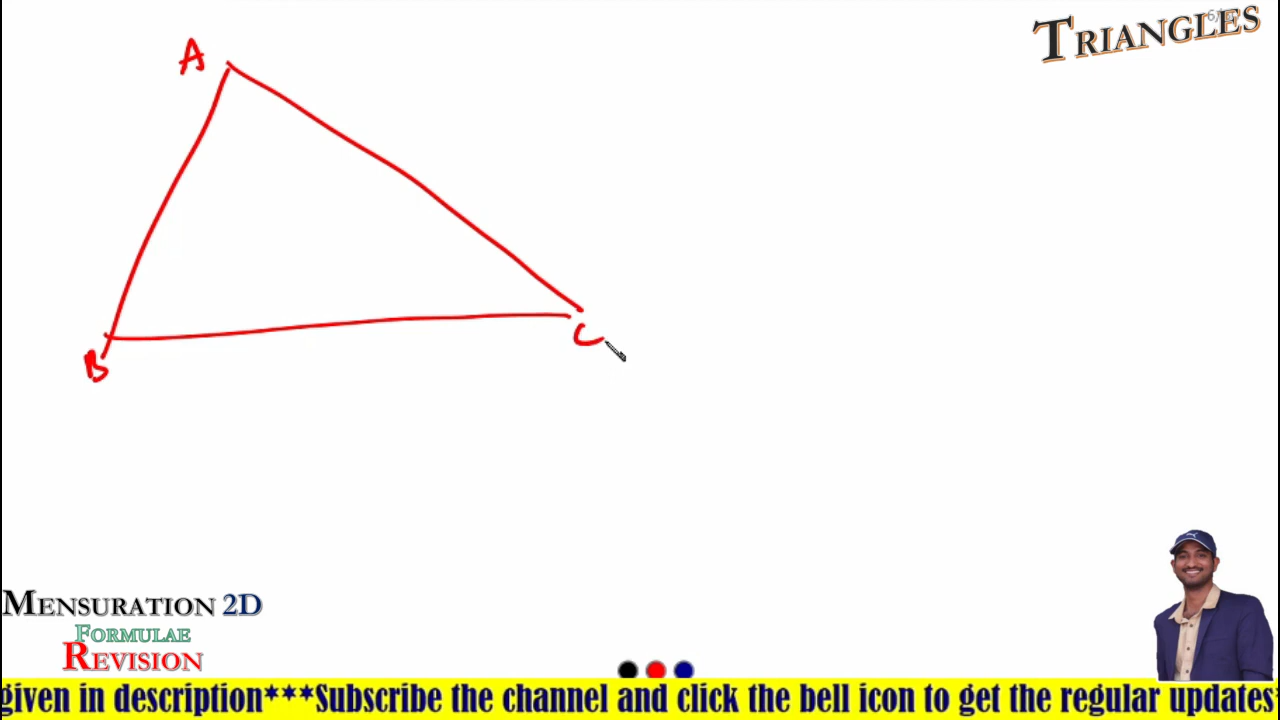 TRIANGLES
A
B
C
MENSURATION 2D
FORMULAE
REVISION
given in description***Subscribe the channel and click the bell icon to get the regular updates